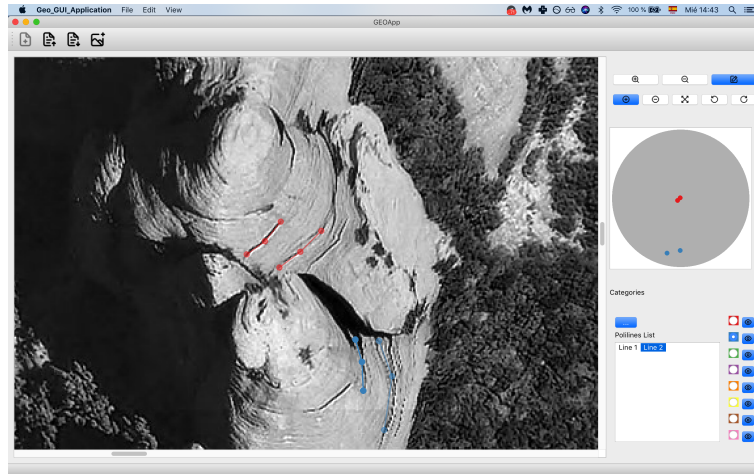 Geo_GUI_Application File Edit View 100 % Mié 14:43
GEOApp
Categories
...
Polilines List
Line 1 Line 2